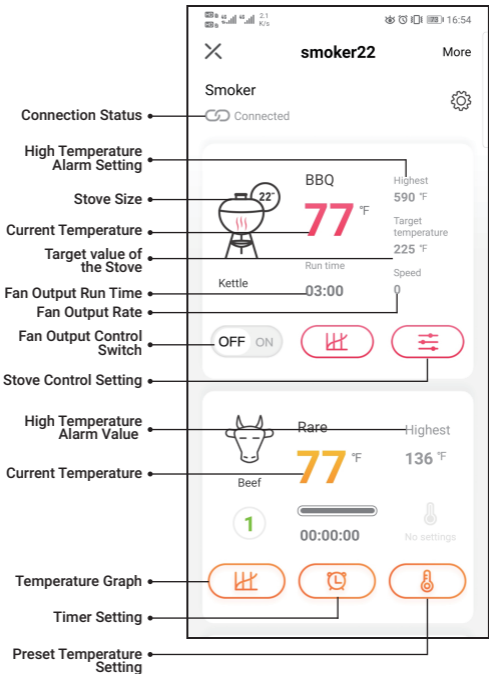 2.1
K/s
72
16:54
smoker22
More
Smoker
Connected
Connection Status
High Temperature
Alarm Setting
Stove Size
Current Temperature
Target value of
the Stove
Fan Output Run Time
Fan Output Rate
Fan Output Control
Switch
Stove Control Setting
BBQ
22"
77 °F
Highest
590 °F
Target
temperature
225 °F
Kettle
Run time
03:00
Speed
0
OFF ON
High Temperature
Alarm Value
Current Temperature
Temperature Graph
Timer Setting
Preset Temperature
Setting
Beef
1
Rare
77 °F
00:00:00
Highest
136 °F
No settings